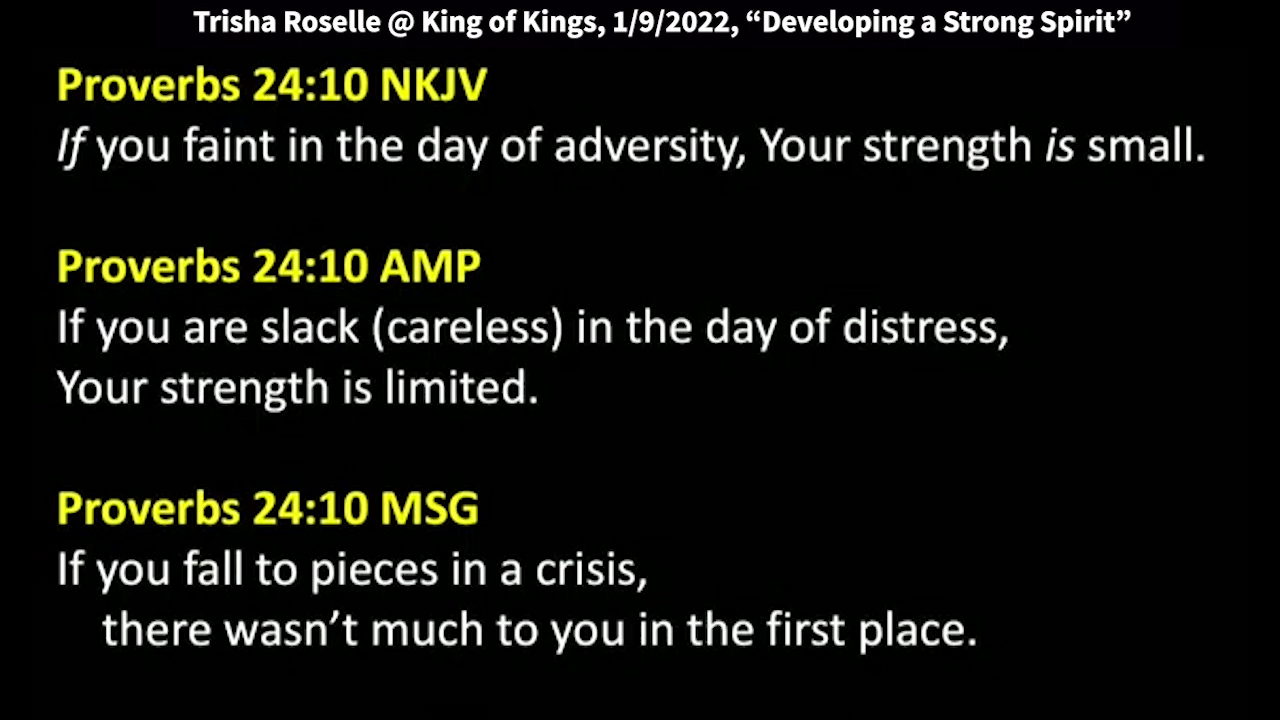 Trisha Roselle @ King of Kings, 1/9/2022, “Developing a Strong Spirit”
Proverbs 24:10 NKJV
If you faint in the day of adversity, Your strength is small.
Proverbs 24:10 AMP
If you are slack (careless) in the day of distress,
Your strength is limited.
Proverbs 24:10 MSG
If you fall to pieces in a crisis,
there wasn’t much to you in the first place.